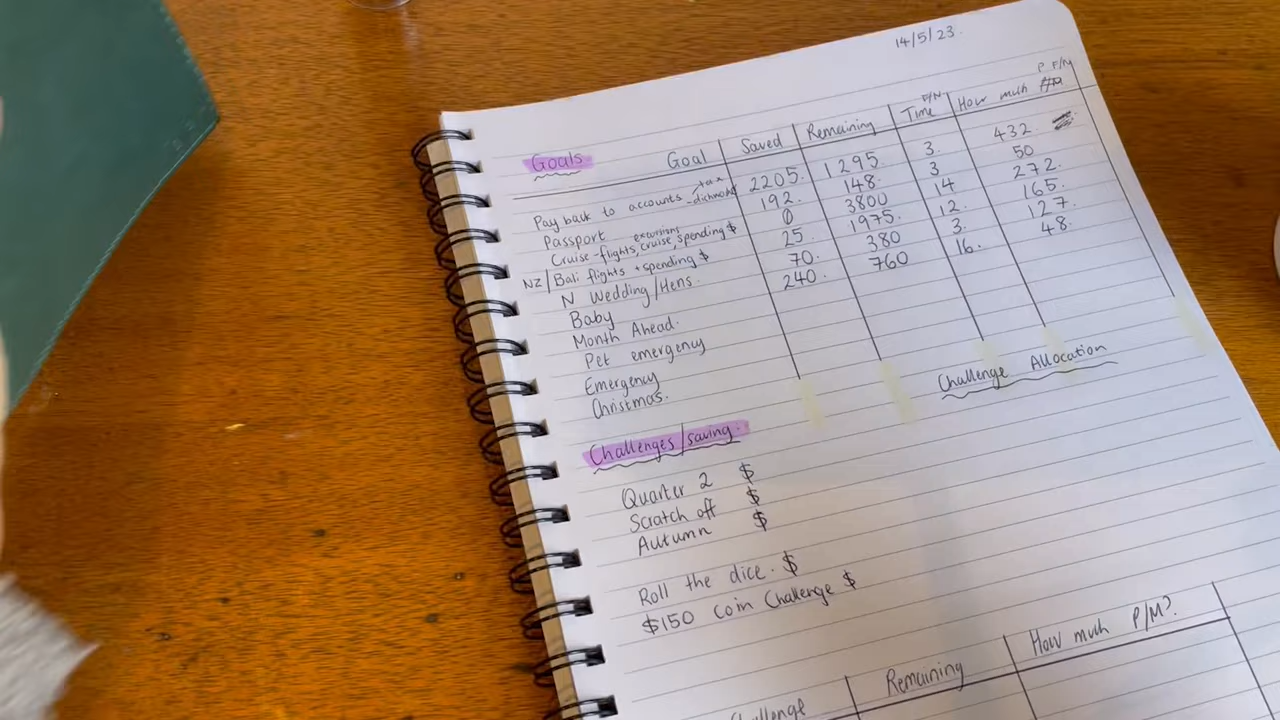 14/5/23.
Goals Goal Saved Remaining Time F/N How much P. F/N
Pay back to accounts - tax 2205. 1295. 3. 432
Passport 192. 148. 3 50
Cruise - flights, cruise, excursions spending $ 0 3800 14 272.
NZ/Bali flights + spending $ 25. 1975. 12. 165.
N Wedding/Hens. 70. 380 3. 127.
Baby 240. 760 16. 48.
Month Ahead.
Pet emergency
Emergency
Christmas.
Challenge Allocation
Challenges/saving.
Quarter 2 $
Scratch off $
Autumn $
Roll the dice. $
$150 coin Challenge $
Challenge Remaining How much P/M?